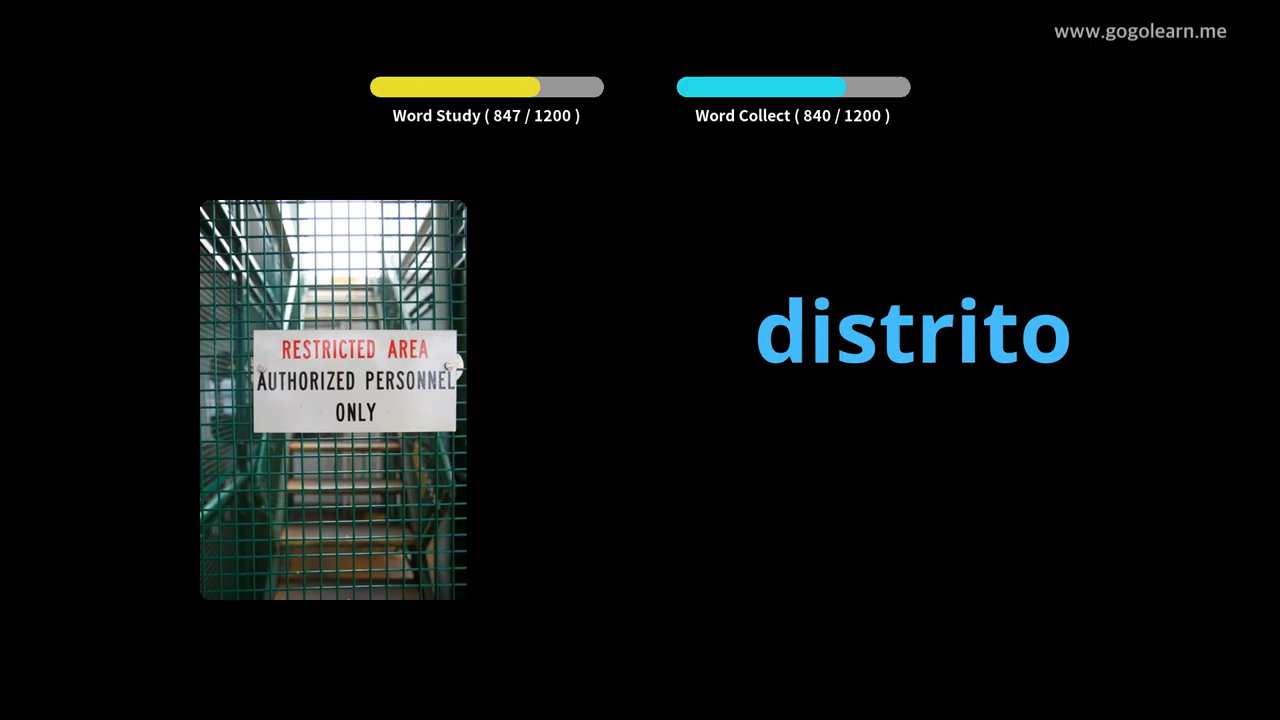 www.gogolearn.me
Word Study ( 847 / 1200 )
Word Collect ( 840 / 1200 )
RESTRICTED AREA
AUTHORIZED PERSONNEL
ONLY
distrito